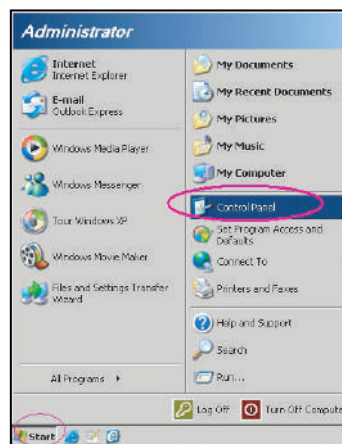 Administrator
Internet
Internet Explorer
E-mail
Outlook Express
Windows Media Player
Windows Messenger
Tour Windows XP
Windows Movie Maker
Files and Settings Transfer
Wizard
All Programs
My Documents
My Recent Documents
My Pictures
My Music
My Computer
Control Panel
Set Program Access and
Defaults
Connect To
Printers and Faxes
Help and Support
Search
Run...
Log Off
Turn Off Compute
Start